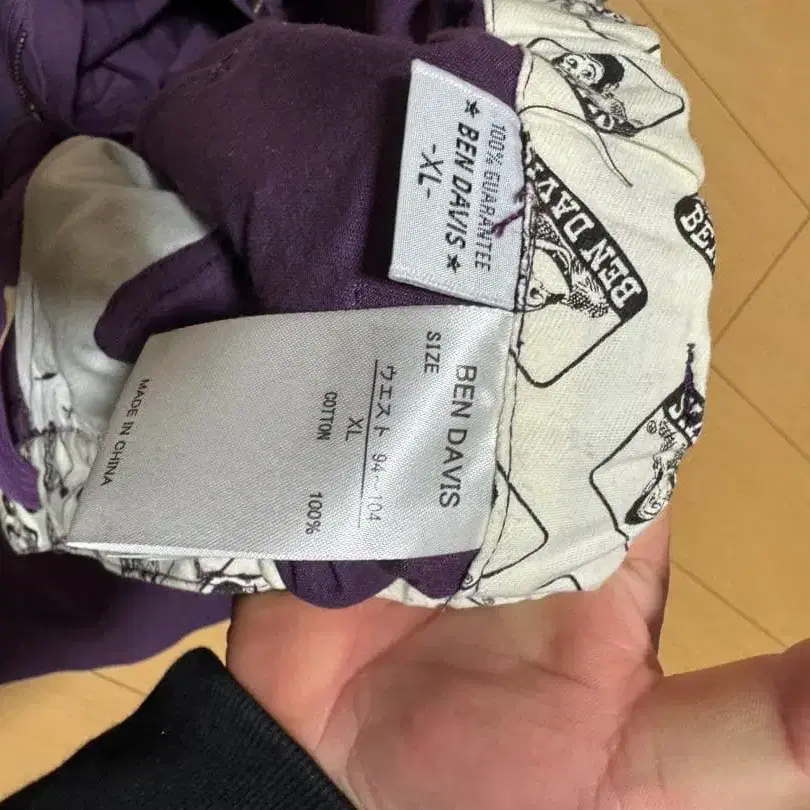 100% GUARANTEE
★ BEN DAVIS ★
-XL-
BEN DAVIS
SIZE
ウエスト 94~104
XL
COTTON 100%
MADE IN CHINA
BEN DAVIS
BEN